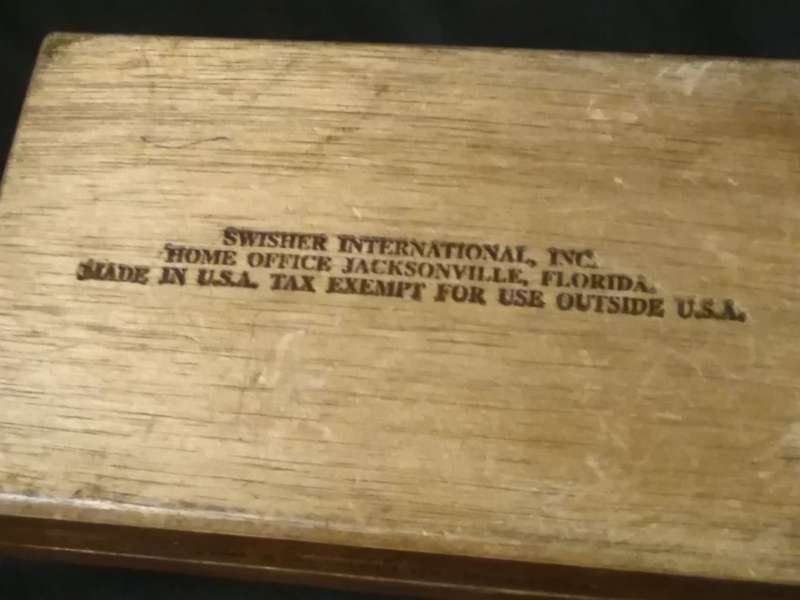 SWISHER INTERNATIONAL, INC.
HOME OFFICE JACKSONVILLE, FLORIDA.
MADE IN U.S.A. TAX EXEMPT FOR USE OUTSIDE U.S.A.